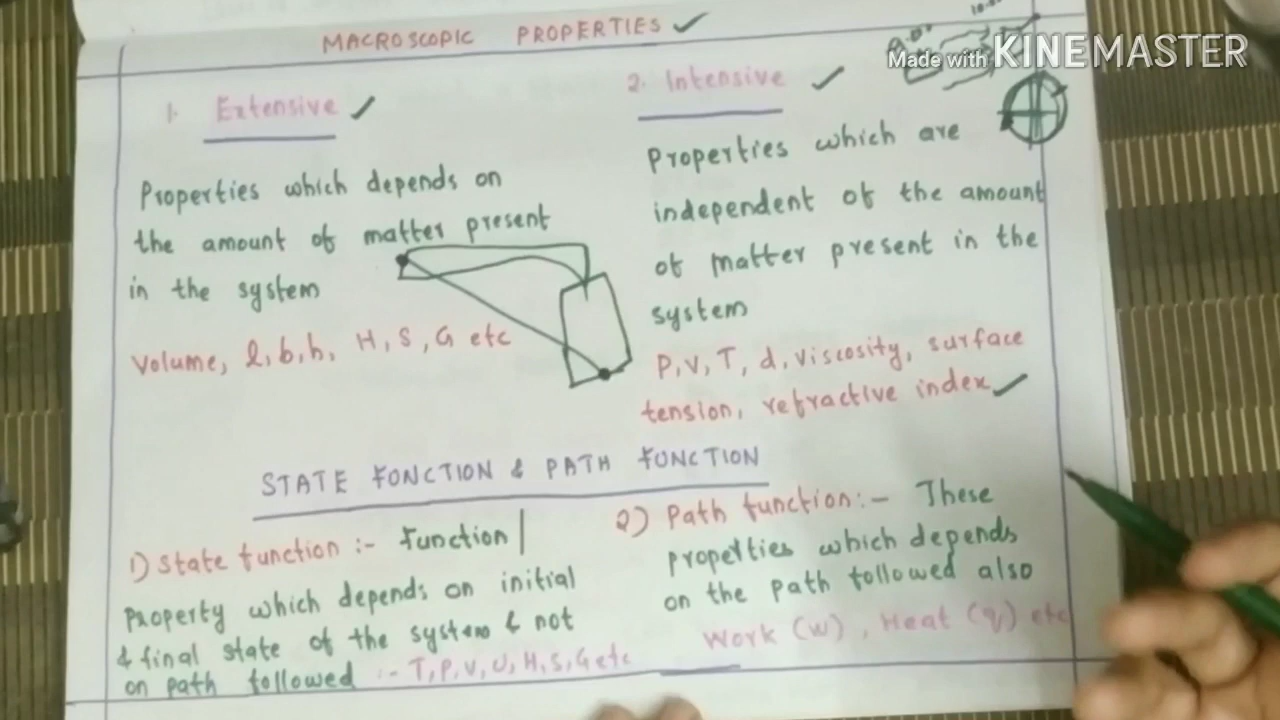 MACROSCOPIC PROPERTIES
Made with KINEMASTER
1. Extensive
Properties which depends on
the amount of matter present
in the system
Volume, l, b, h, H, S, G etc
2. Intensive
Properties which are
independent of the amount
of matter present in the
system
P, V, T, d, viscosity, surface
tension, refractive index
STATE FUNCTION & PATH FUNCTION
1) State function :- Function/
Property which depends on initial
& final state of the system & not
on path followed :- T, P, V, U, H, S, G etc
2) Path function :- These
properties which depends
on the path followed also
Work (w), Heat (q) etc